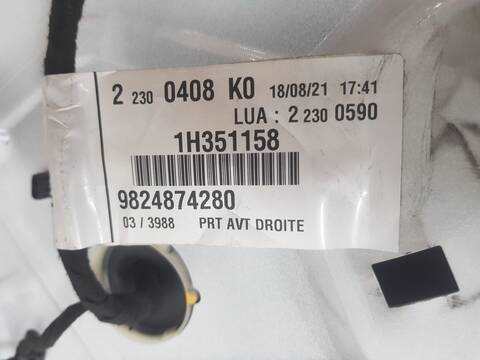 2 230 0408 K0 18/08/21 17:41
LUA : 2 230 0590
1H351158
9824874280
03 / 3988 PRT AVT DROITE